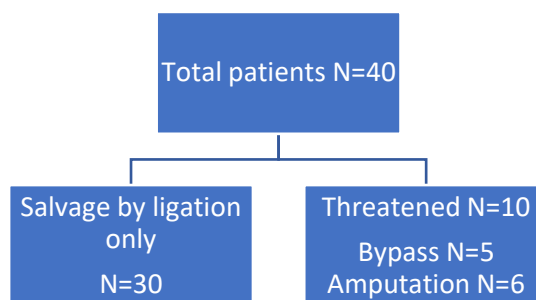 Total patients N=40
Salvage by ligation
only
N=30
Threatened N=10
Bypass N=5
Amputation N=6